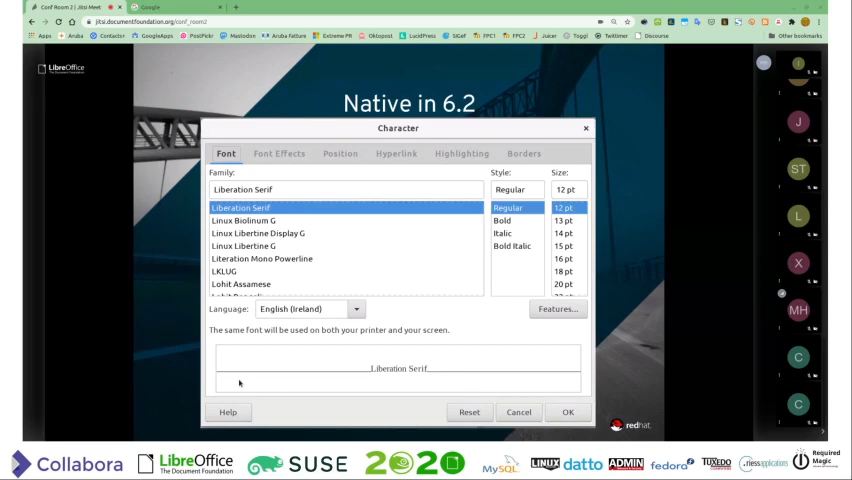 Conf Room 2 | Jitsi Meet
Google
jitsi.documentfoundation.org/conf_room2
Apps
Aruba
Contacts+
GoogleApps
PostPickr
Mastodon
Aruba Fatture
Extreme PR
Oktopost
LucidPress
SIGeF
FPC1
FPC2
Juicer
Toggl
Twittimer
Discourse
Other bookmarks
LibreOffice
The Document Foundation
Native in 6.2
Character
Font
Font Effects
Position
Hyperlink
Highlighting
Borders
Family:
Style:
Size:
Liberation Serif
Regular
12 pt
Liberation Serif
Regular
12 pt
Linux Biolinum G
Bold
13 pt
Linux Libertine Display G
Italic
14 pt
Linux Libertine G
Bold Italic
15 pt
Literation Mono Powerline
16 pt
LKLUG
18 pt
Lohit Assamese
20 pt
Language:
English (Ireland)
Features...
The same font will be used on both your printer and your screen.
Liberation Serif
Help
Reset
Cancel
OK
redhat.
I
J
ST
L
X
MH
C
C
Collabora
LibreOffice
The Document Foundation
SUSE
2020
MySQL
LINUX
datto
ADMIN
fedora
TUXEDO
COMPUTERS
riessapplications
Required
Magic